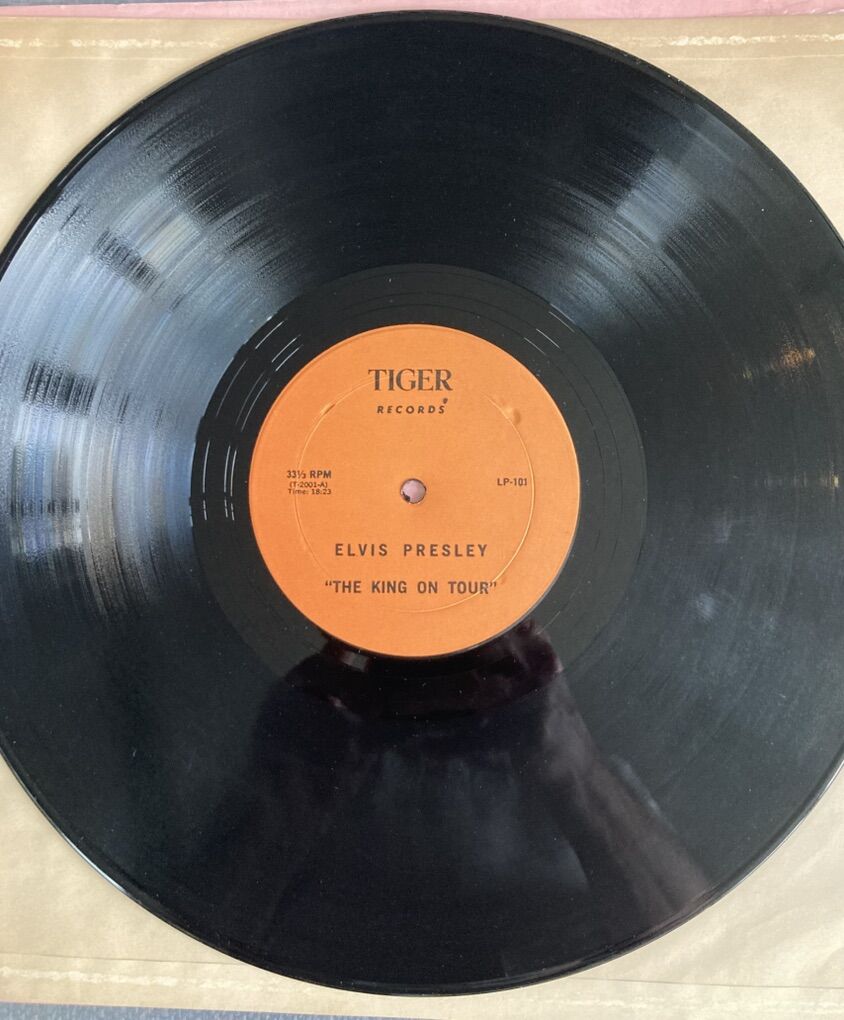 TIGER
RECORDS
33⅓ RPM
(T-2001-A)
Time: 18:23
LP-101
ELVIS PRESLEY
"THE KING ON TOUR"